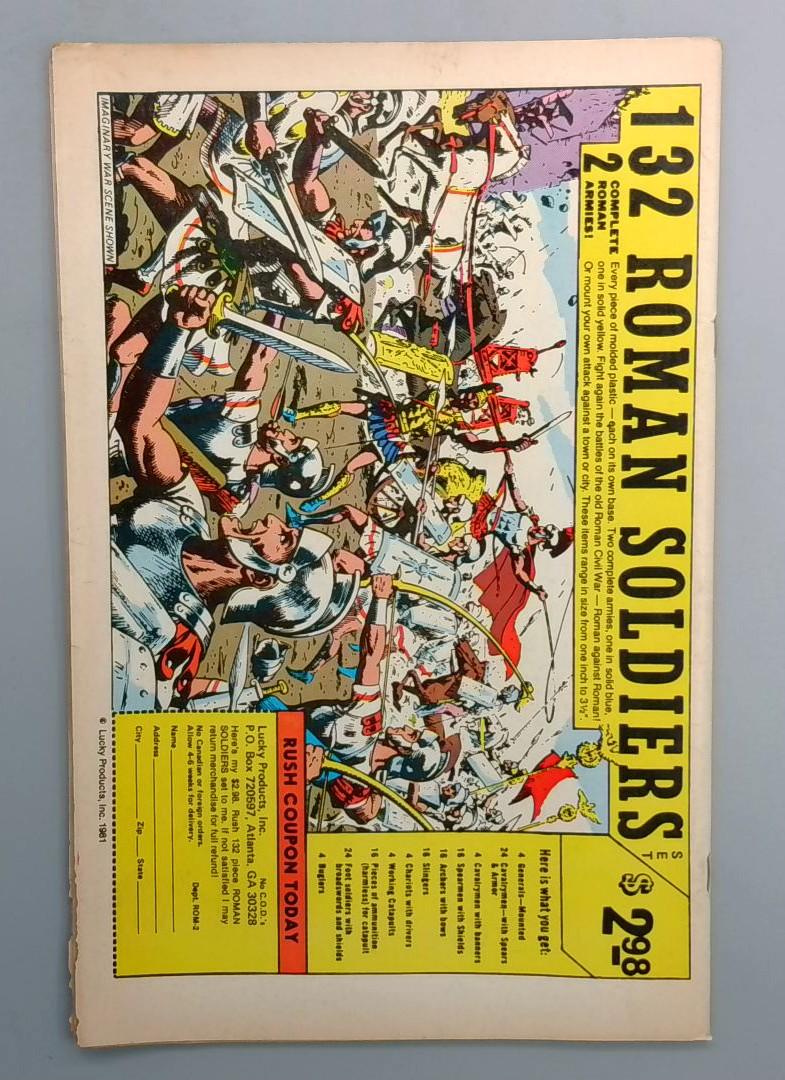 132 ROMAN SOLDIERS
SET
$2.98
2 COMPLETE
ROMAN
ARMIES!
Every piece of molded plastic — each on its own base. Two complete armies, one in solid blue,
one in solid yellow. Fight again the battles of the old Roman Civil War — Roman against Roman!
Or mount your own attack against a town or city. These items range in size from one inch to 3½".
Here is what you get:
4 Generals—Mounted
24 Cavalrymen—with Spears
& Armor
4 Cavalrymen with banners
16 Spearmen with Shields
16 Archers with bows
16 Slingers
4 Chariots with drivers
4 Working Catapults
16 Pieces of ammunition
(harmless) for catapult
24 Foot soldiers with
broadswords and shields
4 Buglers
RUSH COUPON TODAY
Lucky Products, Inc. No C.O.D.'s
P.O. Box 720597, Atlanta, GA 30328
Here's my $2.98. Rush 132 piece ROMAN
SOLDIERS set to me. If not satisfied I may
return merchandise for full refund!
No Canadian or foreign orders.
Allow 4-6 weeks for delivery. Dept. ROM-2
Name
Address
City Zip State
© Lucky Products, Inc. 1981
IMAGINARY WAR SCENE SHOWN